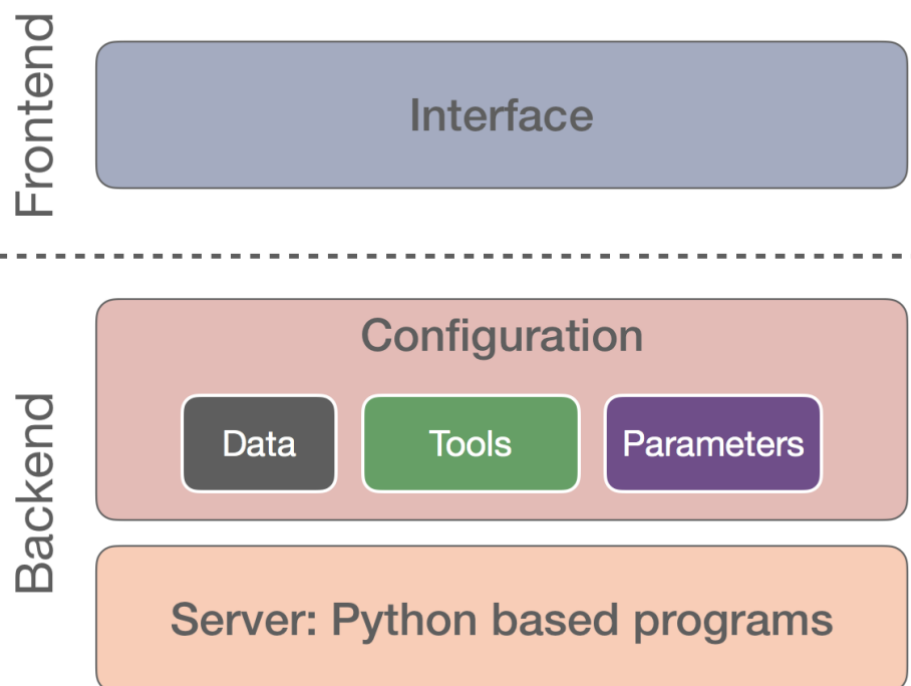 Frontend
Interface
Backend
Configuration
Data
Tools
Parameters
Server: Python based programs